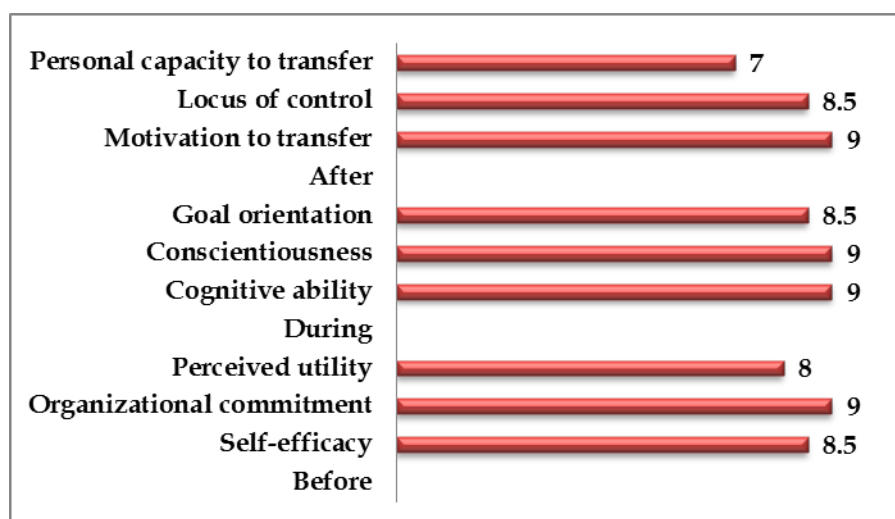 Personal capacity to transfer 7
Locus of control 8.5
Motivation to transfer 9
After
Goal orientation 8.5
Conscientiousness 9
Cognitive ability 9
During
Perceived utility 8
Organizational commitment 9
Self-efficacy 8.5
Before